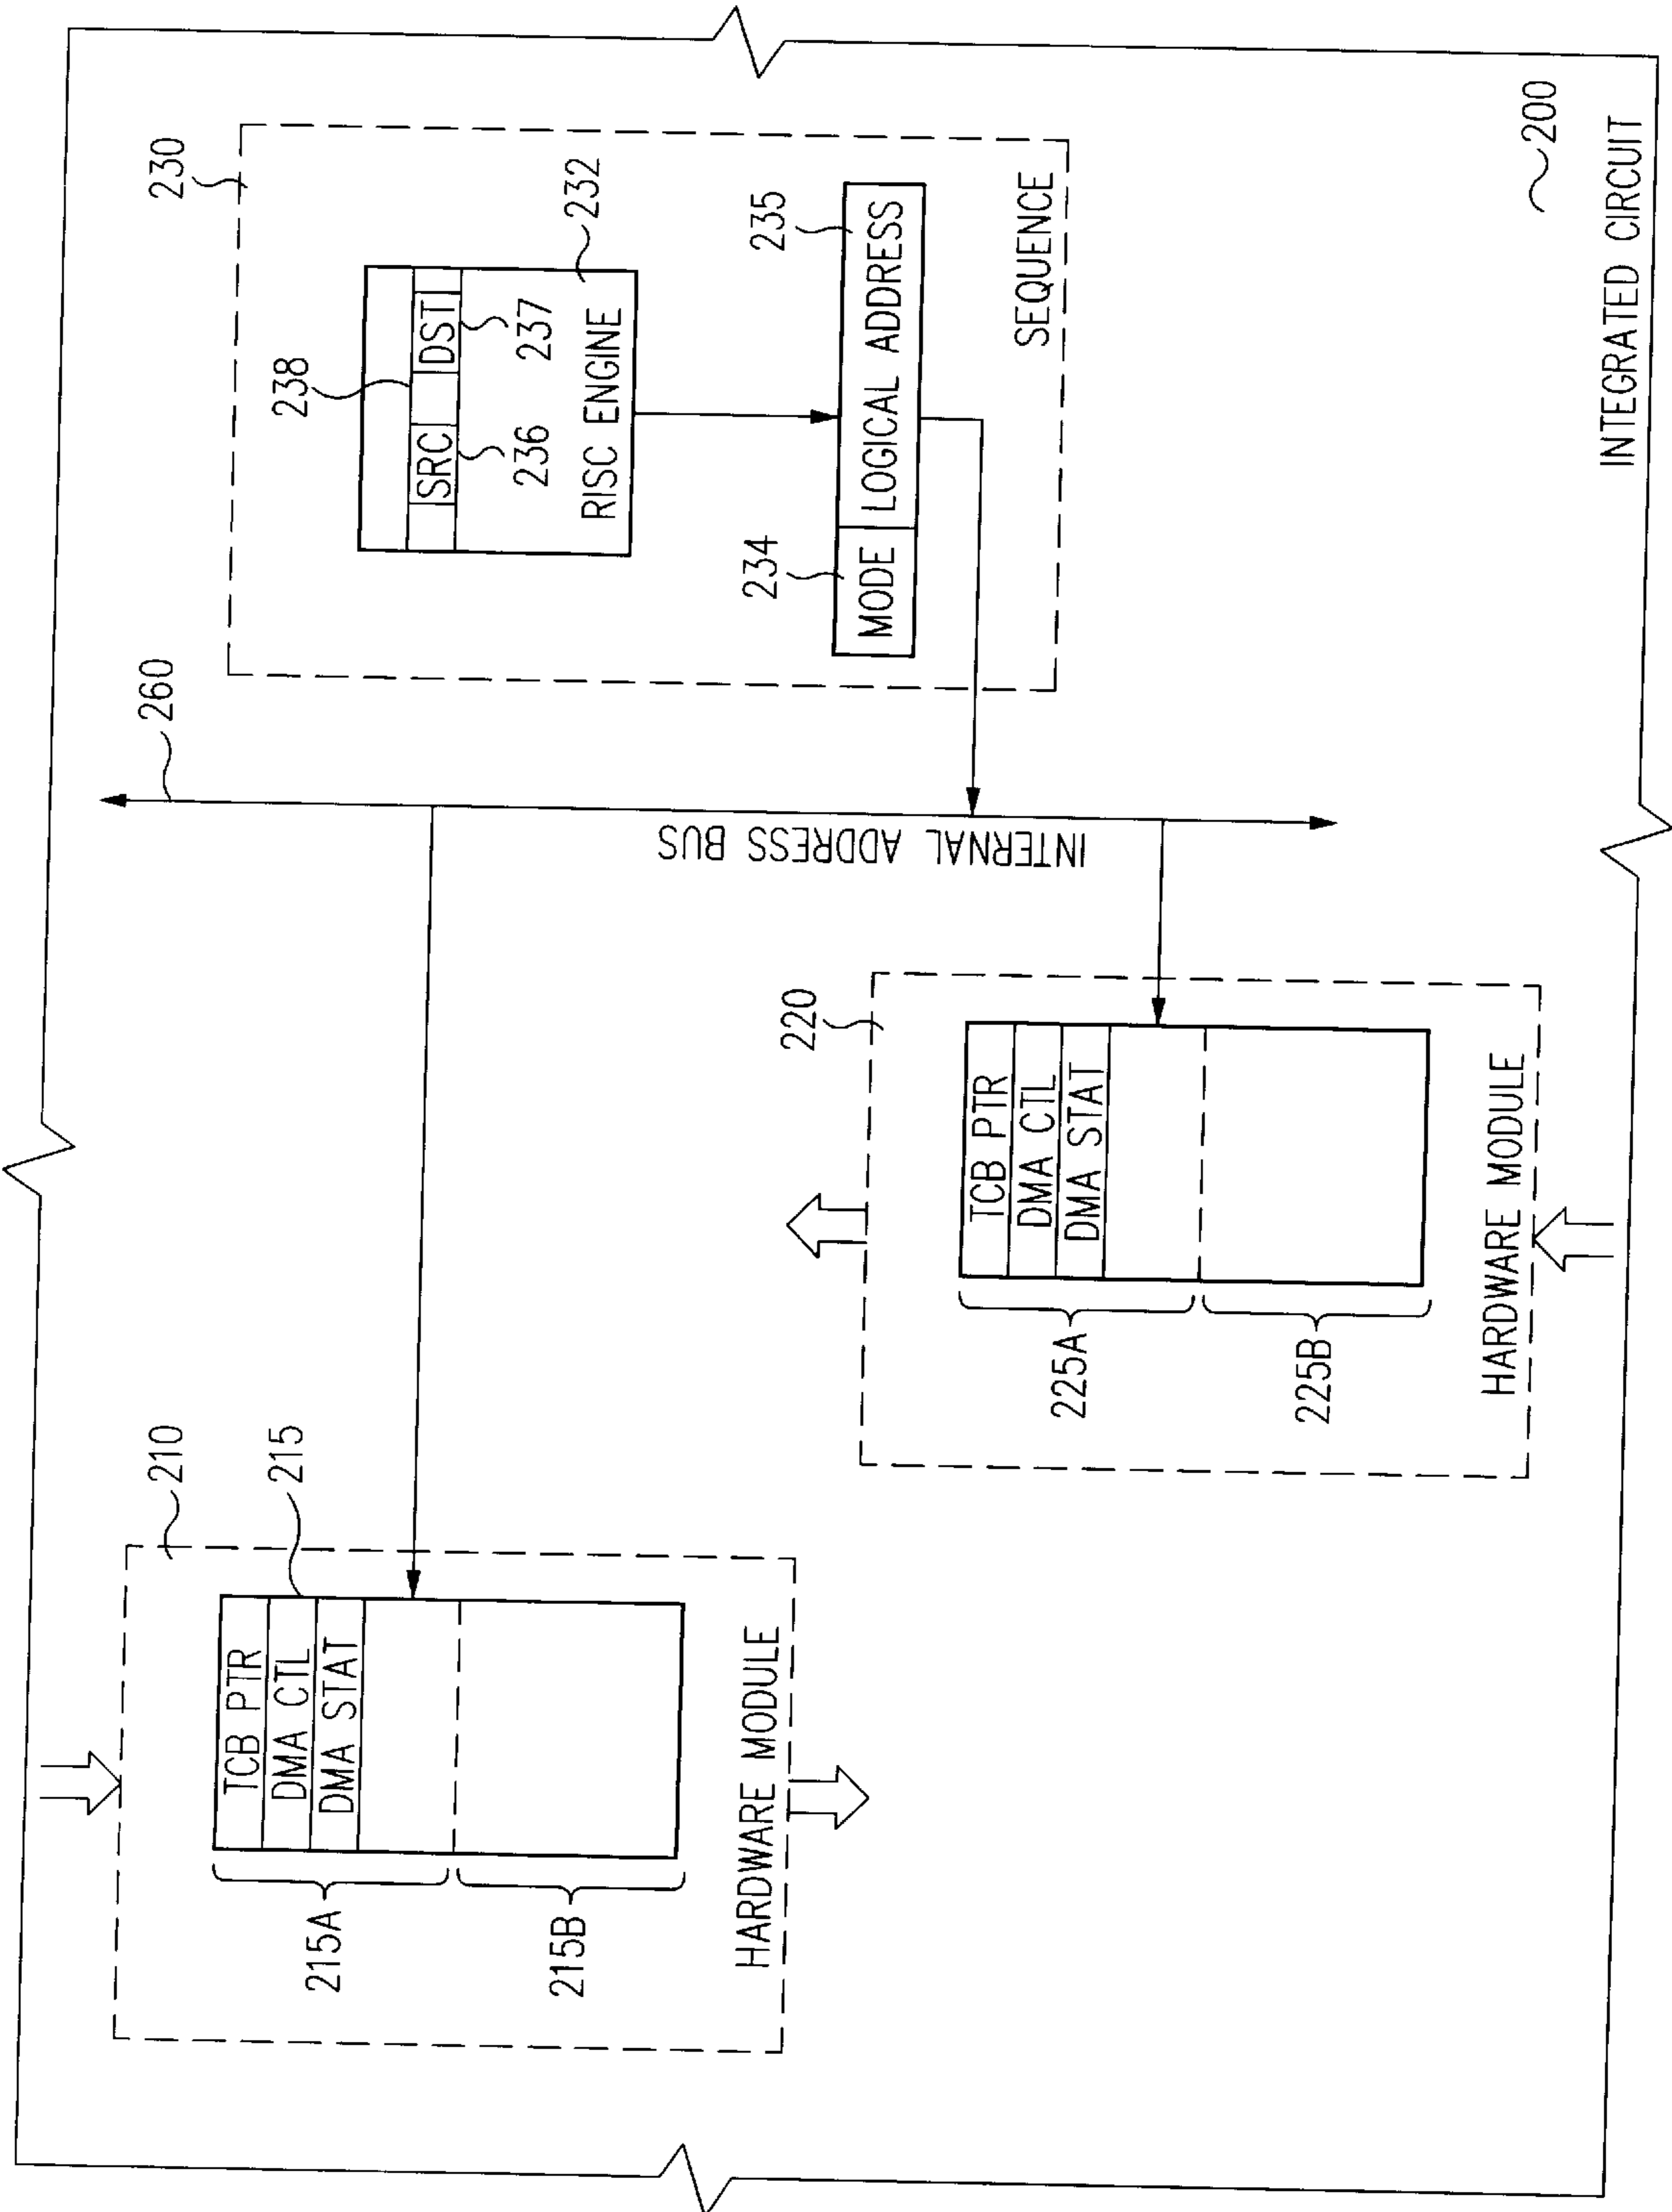 210
215
TCB PTR
DMA CTL
DMA STAT
215A
215B
HARDWARE MODULE
260
INTERNAL ADDRESS BUS
220
TCB PTR
DMA CTL
DMA STAT
225A
225B
HARDWARE MODULE
230
238
SRC DST
236 237
232
RISC ENGINE
234
235
MODE LOGICAL ADDRESS
SEQUENCE
200
INTEGRATED CIRCUIT